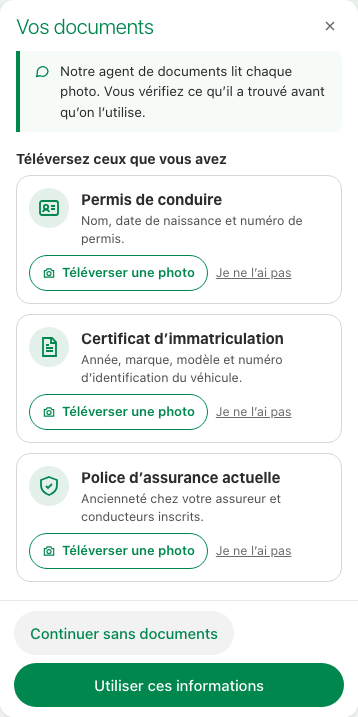 Vos documents
Notre agent de documents lit chaque
photo. Vous vérifiez ce qu’il a trouvé avant
qu’on l’utilise.
Téléversez ceux que vous avez
Permis de conduire
Nom, date de naissance et numéro de
permis.
Téléverser une photo Je ne l’ai pas
Certificat d’immatriculation
Année, marque, modèle et numéro
d’identification du véhicule.
Téléverser une photo Je ne l’ai pas
Police d’assurance actuelle
Ancienneté chez votre assureur et
conducteurs inscrits.
Téléverser une photo Je ne l’ai pas
Continuer sans documents
Utiliser ces informations